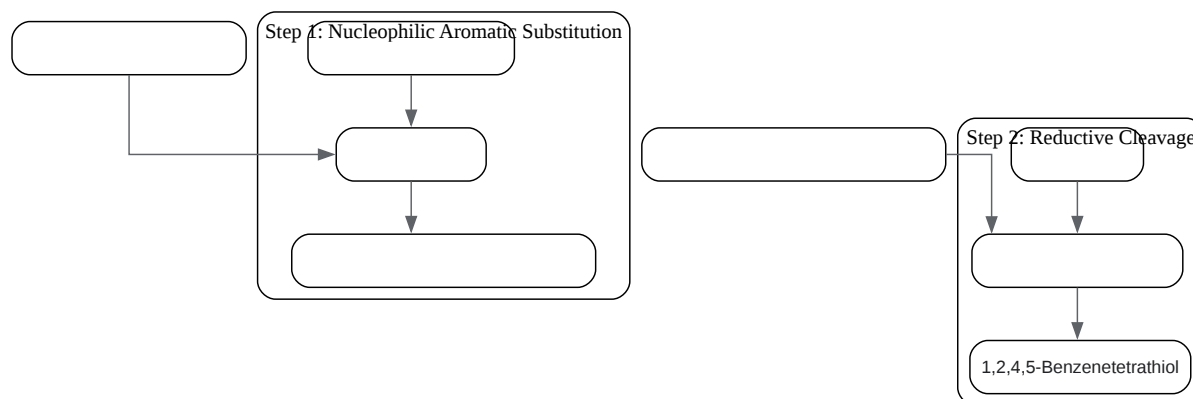 Step 1: Nucleophilic Aromatic Substitution
Step 2: Reductive Cleavage
1,2,4,5-Benzenetetrathiol